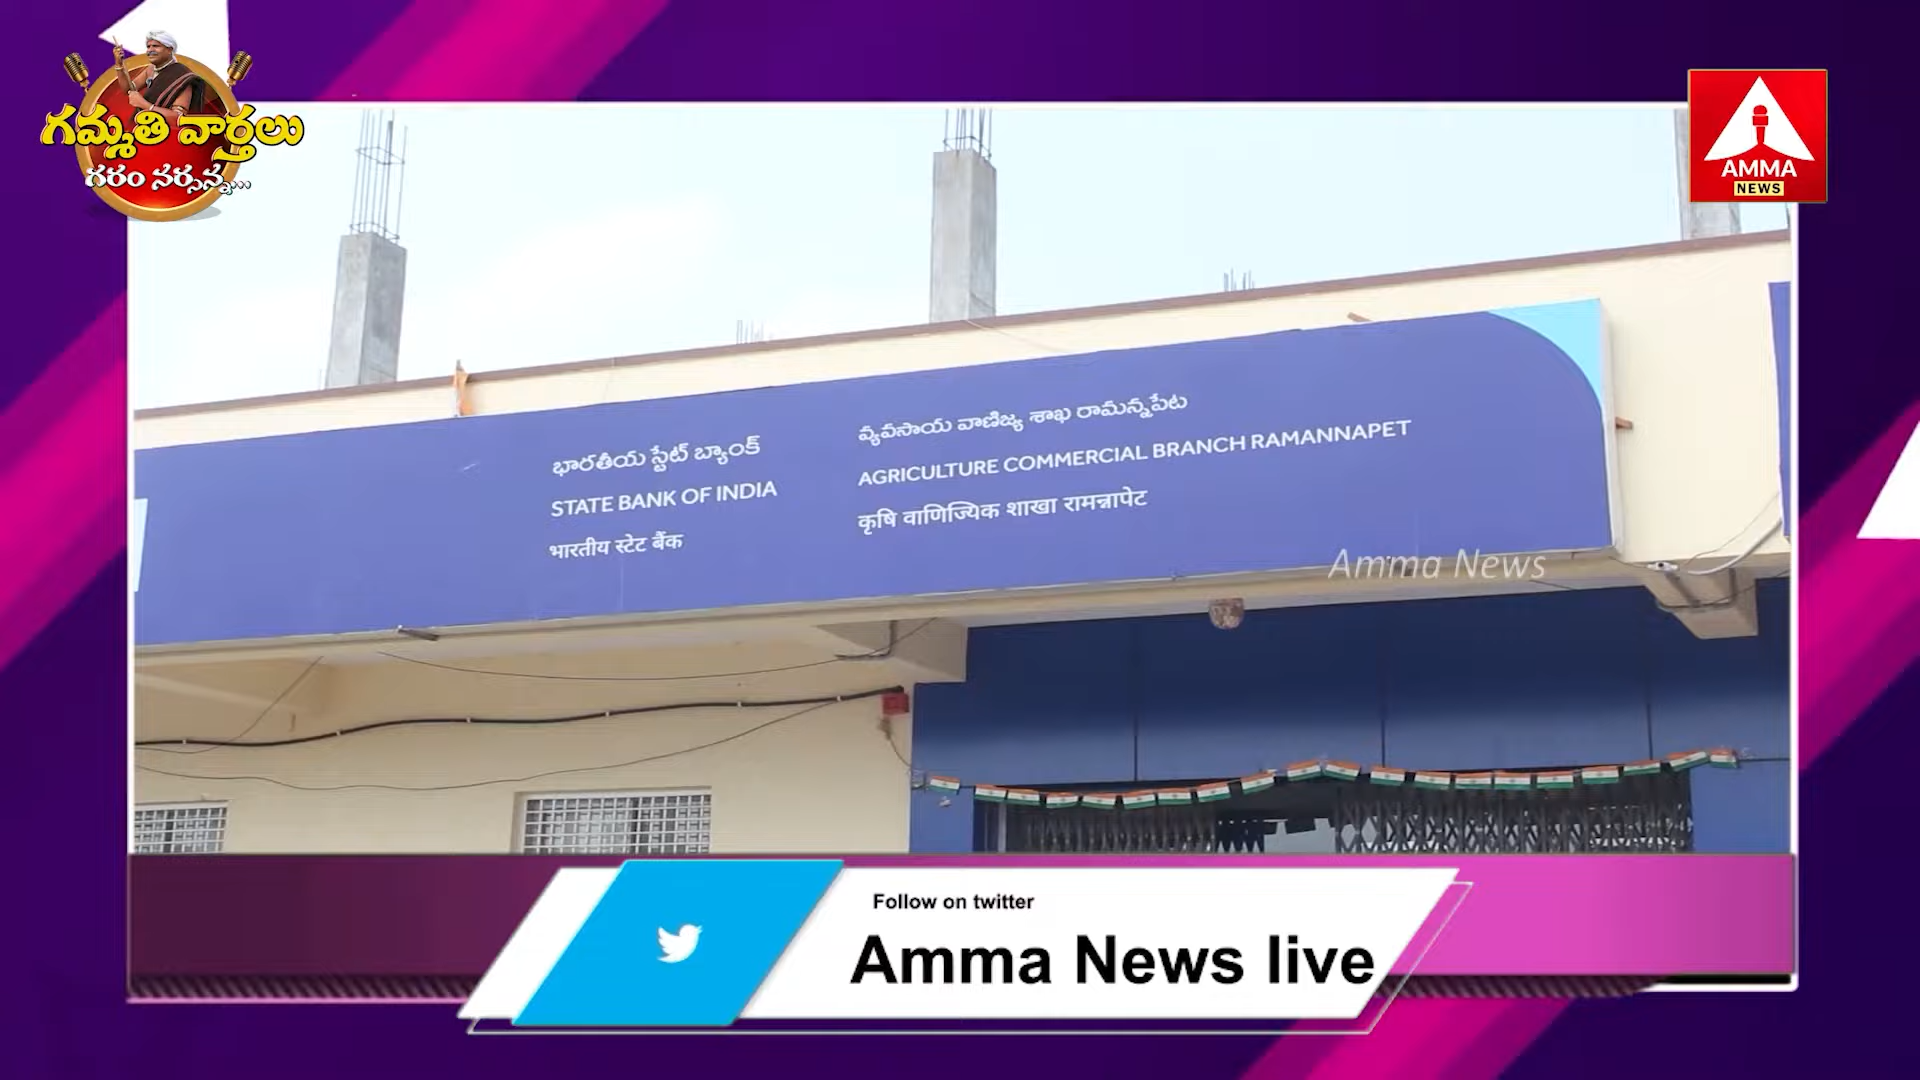 గమ్మతి వార్తలు
గరం నర్సన్న...
AMMA
NEWS
భారతీయ స్టేట్ బ్యాంక్
STATE BANK OF INDIA
भारतीय स्टेट बैंक
వ్యవసాయ వాణిజ్య శాఖ రామన్నపేట
AGRICULTURE COMMERCIAL BRANCH RAMANNAPET
कृषि वाणिज्यिक शाखा रामन्नापेट
Amma News
Follow on twitter
Amma News live